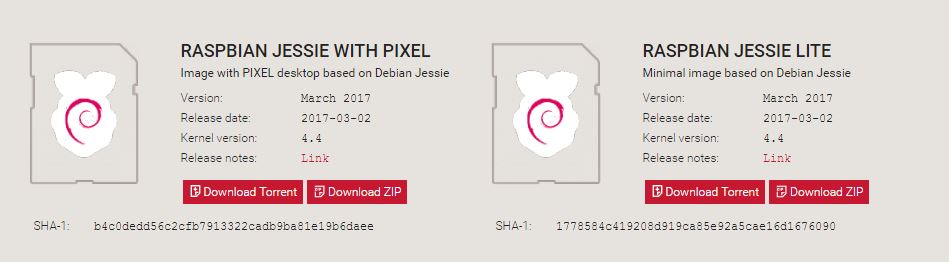 RASPBIAN JESSIE WITH PIXEL
Image with PIXEL desktop based on Debian Jessie
Version: March 2017
Release date: 2017-03-02
Kernel version: 4.4
Release notes: Link
Download Torrent Download ZIP
SHA-1: b4c0dedd56c2cfb7913322cadb9ba81e19b6daee
RASPBIAN JESSIE LITE
Minimal image based on Debian Jessie
Version: March 2017
Release date: 2017-03-02
Kernel version: 4.4
Release notes: Link
Download Torrent Download ZIP
SHA-1: 1778584c419208d919ca85e92a5cae16d1676090